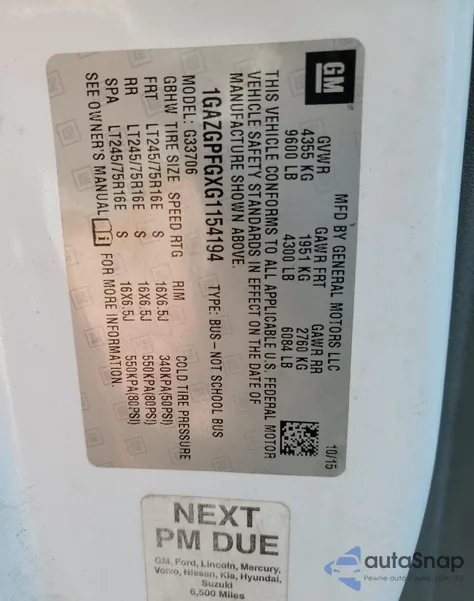 GM
MFD BY GENERAL MOTORS LLC 10/15
GVWR GAWR FRT GAWR RR
4355 KG 1951 KG 2760 KG
9600 LB 4300 LB 6084 LB
THIS VEHICLE CONFORMS TO ALL APPLICABLE U.S. FEDERAL MOTOR
VEHICLE SAFETY STANDARDS IN EFFECT ON THE DATE OF
MANUFACTURE SHOWN ABOVE.
1GAZGPFGXG1154194 TYPE: BUS-NOT SCHOOL BUS
MODEL: G33706
GBHW TIRE SIZE SPEED RTG RIM COLD TIRE PRESSURE
FRT LT245/75R16E S 16X6.5J 340KPA(50PSI)
RR LT245/75R16E S 16X6.5J 550KPA(80PSI)
SPA LT245/75R16E S 16X6.5J 550KPA(80PSI)
SEE OWNER'S MANUAL FOR MORE INFORMATION.
NEXT
PM DUE
GM, Ford, Lincoln, Mercury,
Volvo, Nissan, Kia, Hyundai,
Suzuki
6,500 Miles
autoSnap